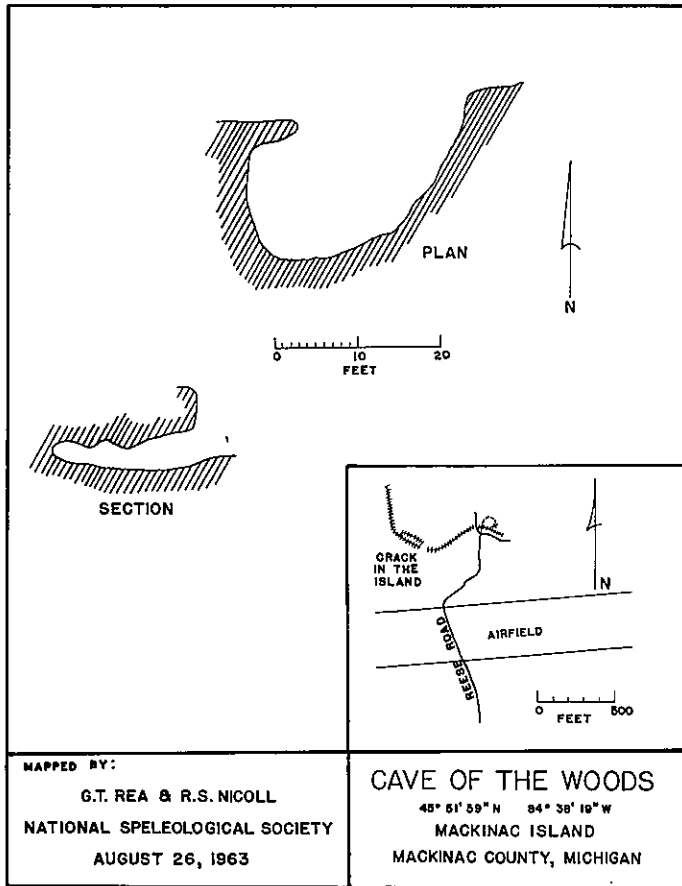 PLAN
N
0 10 20
FEET
SECTION
CRACK
IN THE
ISLAND
N
AIRFIELD
REESE ROAD
0 500
FEET
MAPPED BY:
G.T. REA & R.S. NICOLL
NATIONAL SPELEOLOGICAL SOCIETY
AUGUST 26, 1963
CAVE OF THE WOODS
45° 51' 59" N 84° 38' 19" W
MACKINAC ISLAND
MACKINAC COUNTY, MICHIGAN